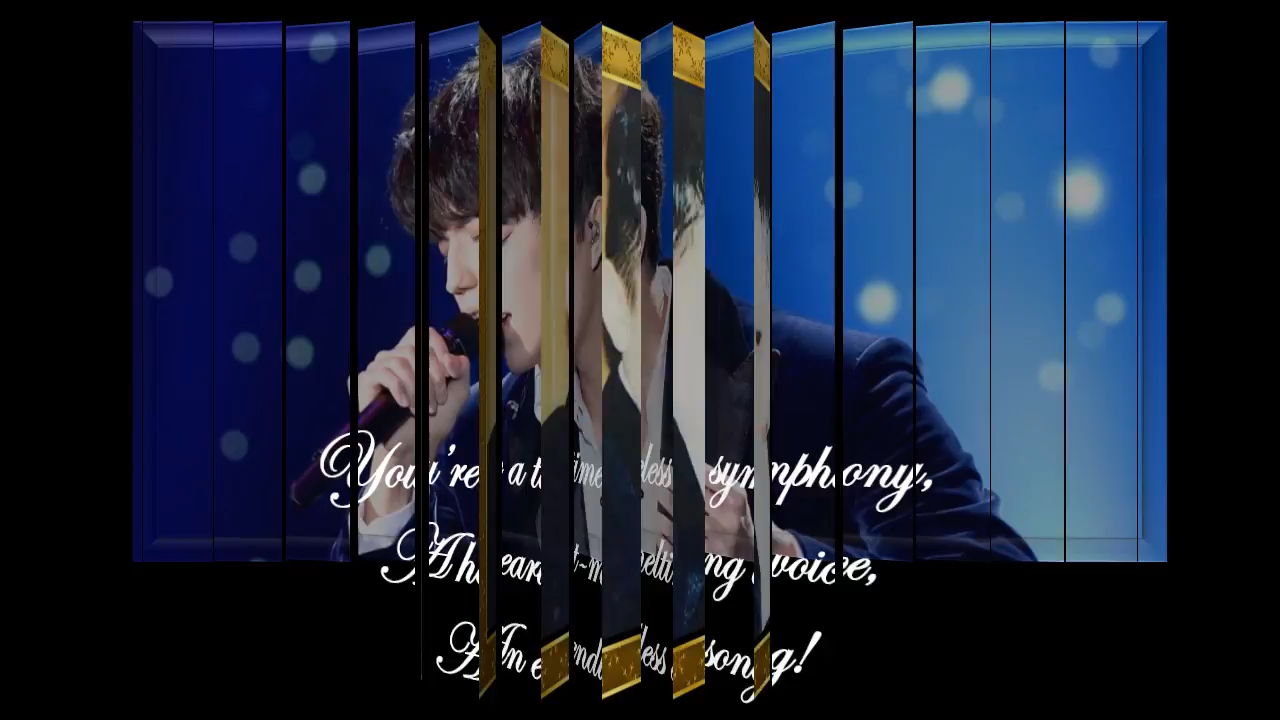 You're a timeless symphony,
A heart-melting voice,
An endless song!